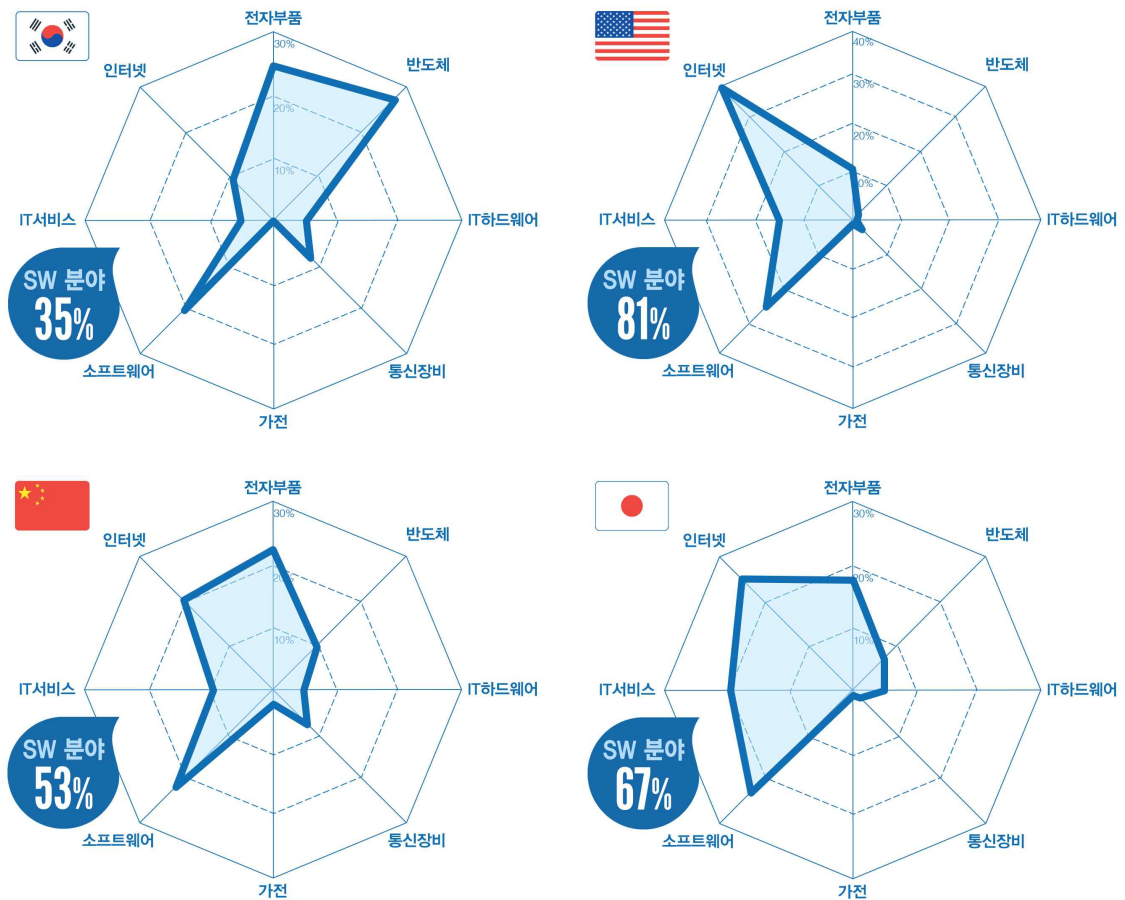 전자부품
30%
20%
10%
반도체
IT하드웨어
통신장비
가전
소프트웨어
IT서비스
인터넷
SW 분야
35%
전자부품
40%
30%
20%
0%
반도체
IT하드웨어
통신장비
가전
소프트웨어
IT서비스
인터넷
SW 분야
81%
전자부품
30%
20%
10%
반도체
IT하드웨어
통신장비
가전
소프트웨어
IT서비스
인터넷
SW 분야
53%
전자부품
30%
20%
10%
반도체
IT하드웨어
통신장비
가전
소프트웨어
IT서비스
인터넷
SW 분야
67%